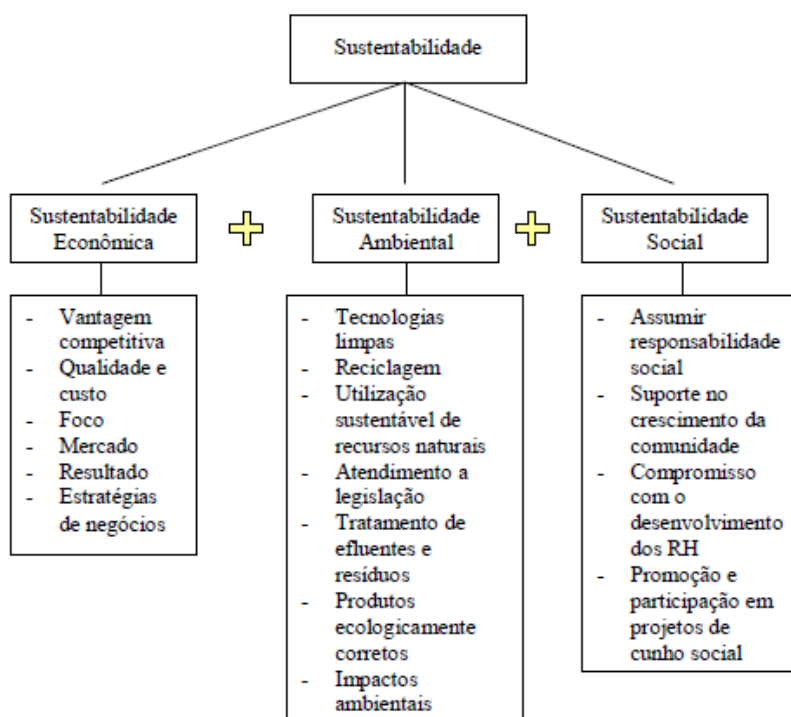 Sustentabilidade
Sustentabilidade
Econômica
Sustentabilidade
Ambiental
Sustentabilidade
Social
- Vantagem
competitiva
- Qualidade e
custo
- Foco
- Mercado
- Resultado
- Estratégias
de negócios
- Tecnologias
limpas
- Reciclagem
- Utilização
sustentável de
recursos naturais
- Atendimento a
legislação
- Tratamento de
efluentes e
resíduos
- Produtos
ecologicamente
corretos
- Impactos
ambientais
- Assumir
responsabilidade
social
- Suporte no
crescimento da
comunidade
- Compromisso
com o
desenvolvimento
dos RH
- Promoção e
participação em
projetos de
cunho social